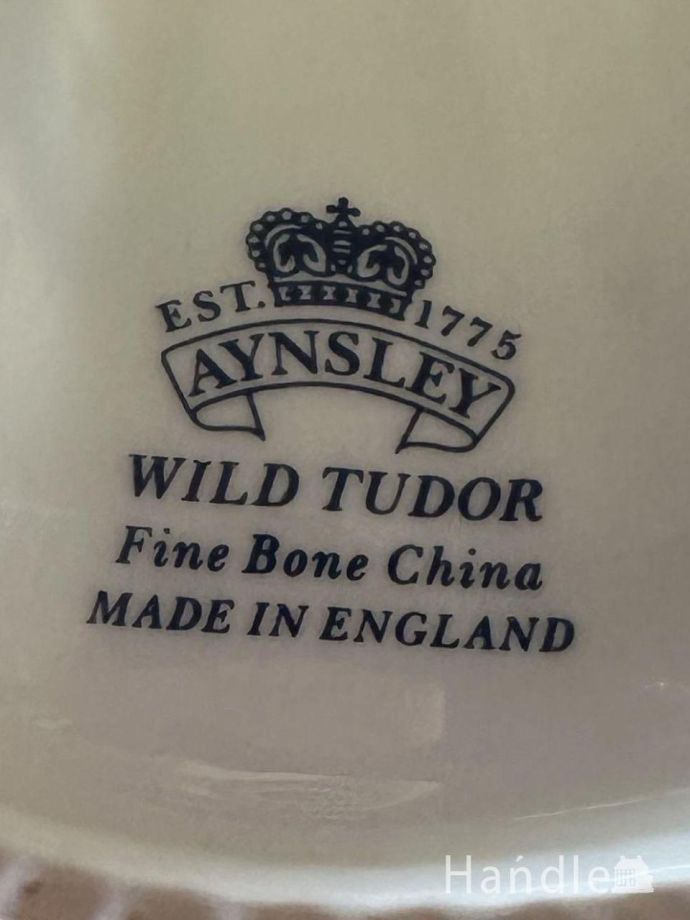 EST. 1775
AYNSLEY
WILD TUDOR
Fine Bone China
MADE IN ENGLAND
Handle